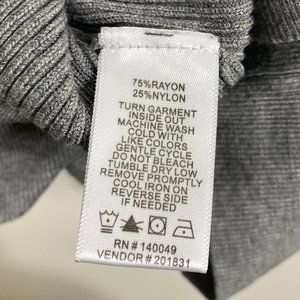 75%RAYON
25%NYLON
TURN GARMENT
INSIDE OUT
MACHINE WASH
COLD WITH
LIKE COLORS
GENTLE CYCLE
DO NOT BLEACH
TUMBLE DRY LOW
REMOVE PROMPTLY
COOL IRON ON
REVERSE SIDE
IF NEEDED
RN# 140049
VENDOR# 201831